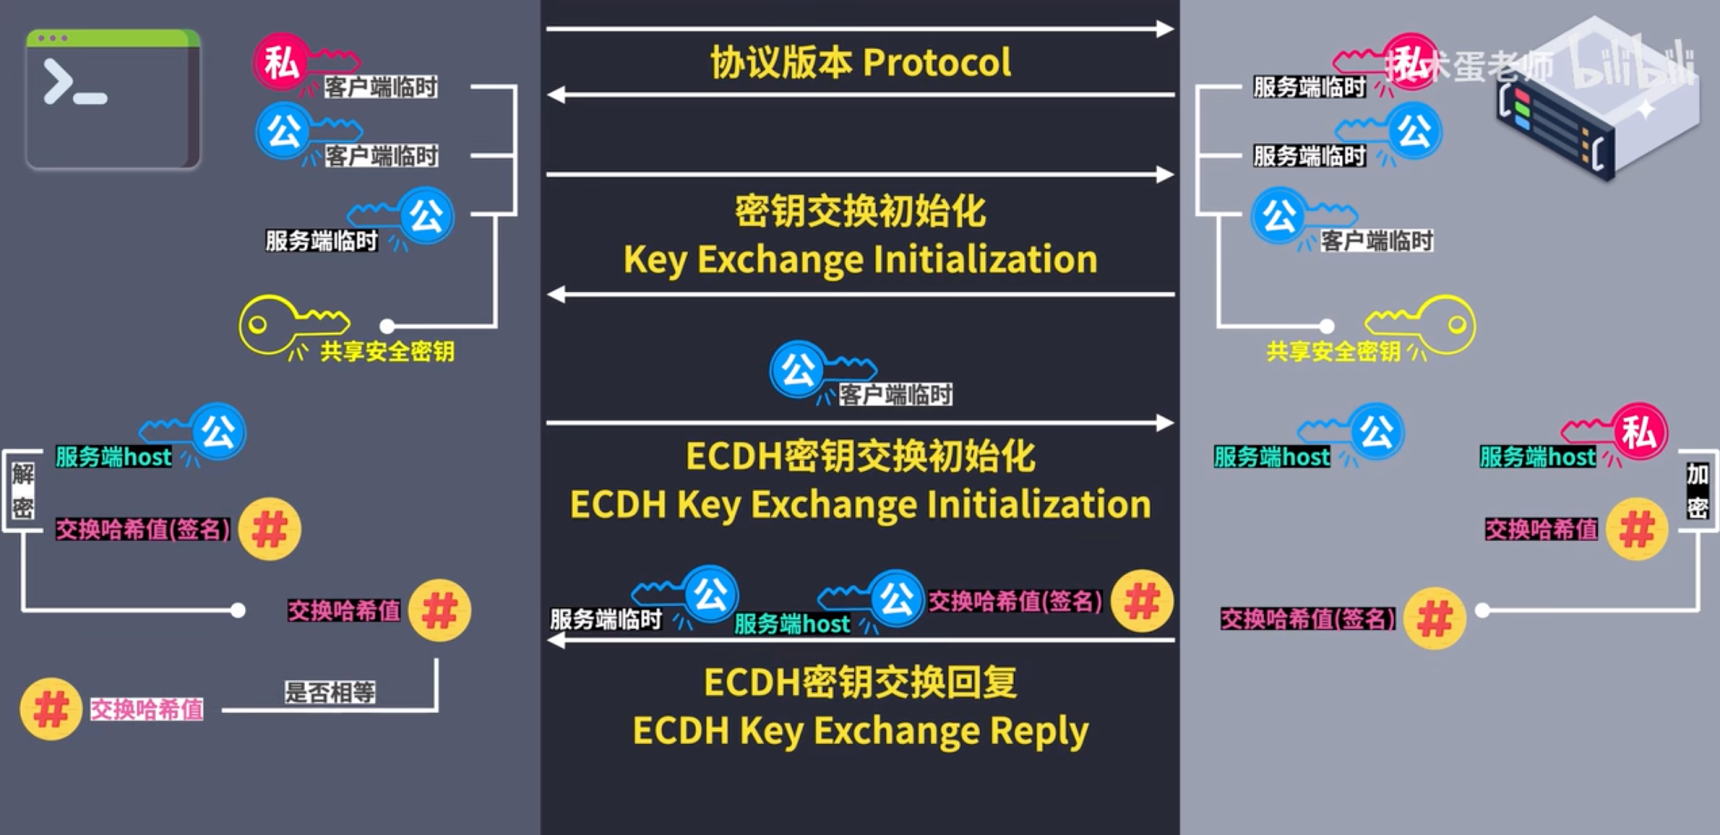 私
客户端临时
公
客户端临时
公
服务端临时
共享安全密钥
公
服务端host
解密
交换哈希值(签名)
#
交换哈希值
#
#
交换哈希值
是否相等
协议版本 Protocol
密钥交换初始化
Key Exchange Initialization
公
客户端临时
ECDH密钥交换初始化
ECDH Key Exchange Initialization
公
服务端临时
公
服务端host
交换哈希值(签名)
#
ECDH密钥交换回复
ECDH Key Exchange Reply
技术蛋老师
bilibili
私
服务端临时
公
服务端临时
公
客户端临时
共享安全密钥
公
服务端host
私
服务端host
加密
交换哈希值
#
交换哈希值(签名)
#